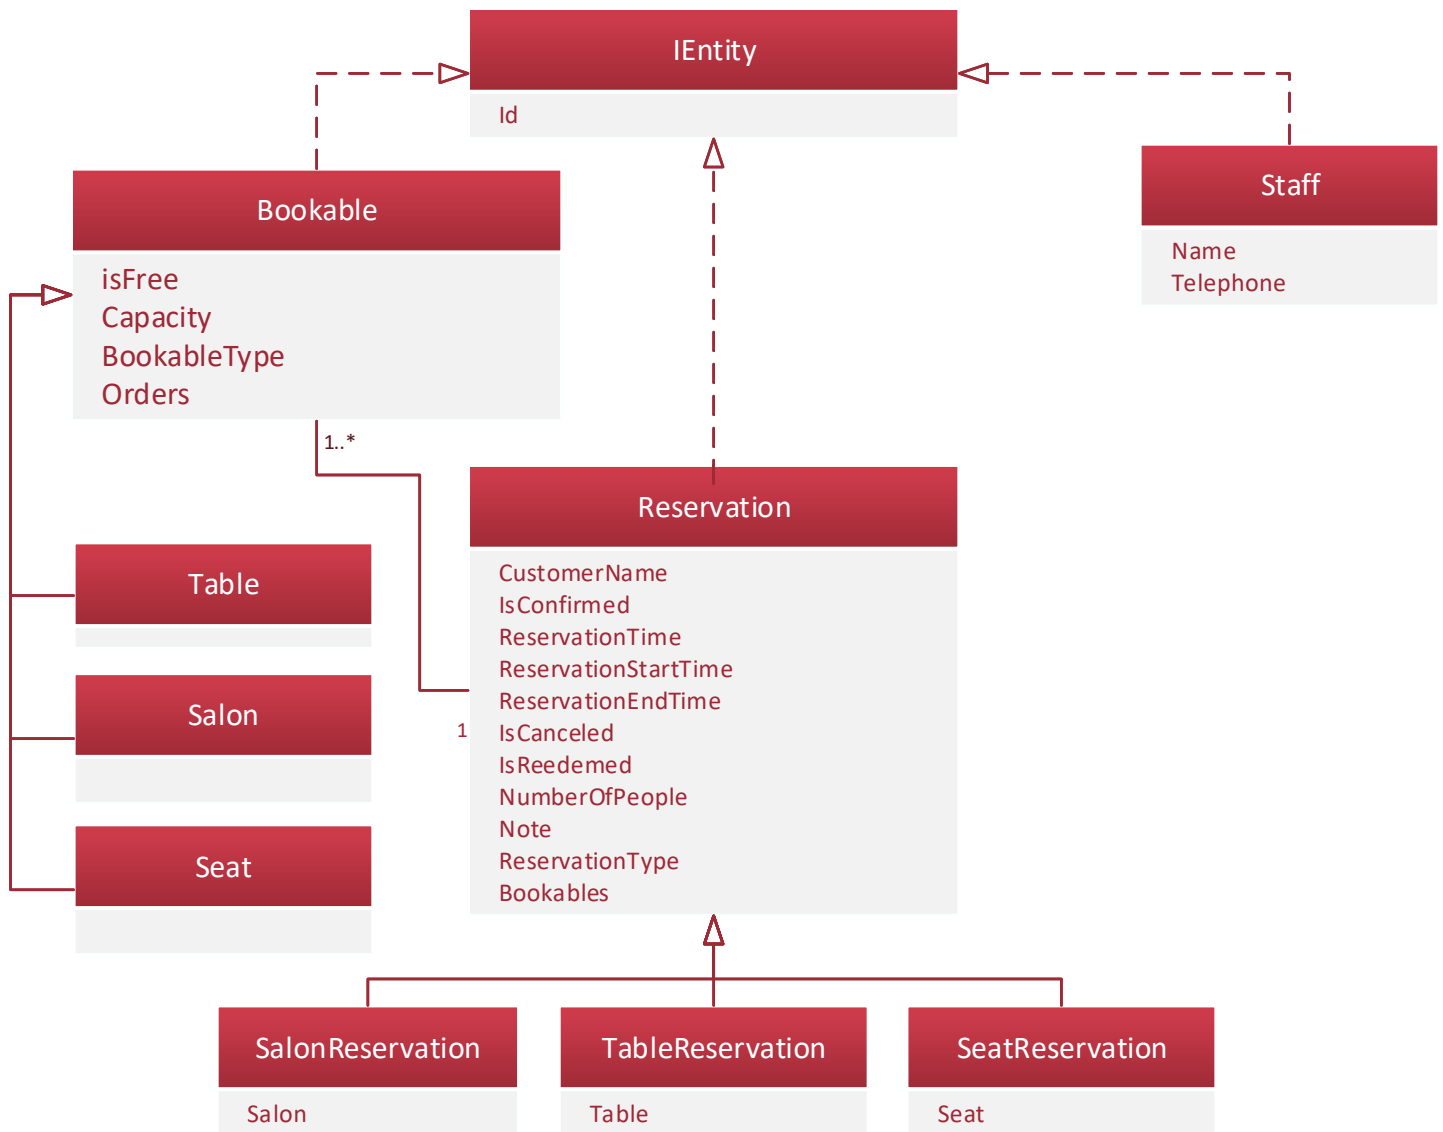 IEntity
Id
Bookable
isFree
Capacity
BookableType
Orders
1..*
Staff
Name
Telephone
Reservation
CustomerName
IsConfirmed
ReservationTime
ReservationStartTime
ReservationEndTime
IsCanceled
IsReedemed
NumberOfPeople
Note
ReservationType
Bookables
1
Table
Salon
Seat
SalonReservation
Salon
TableReservation
Table
SeatReservation
Seat